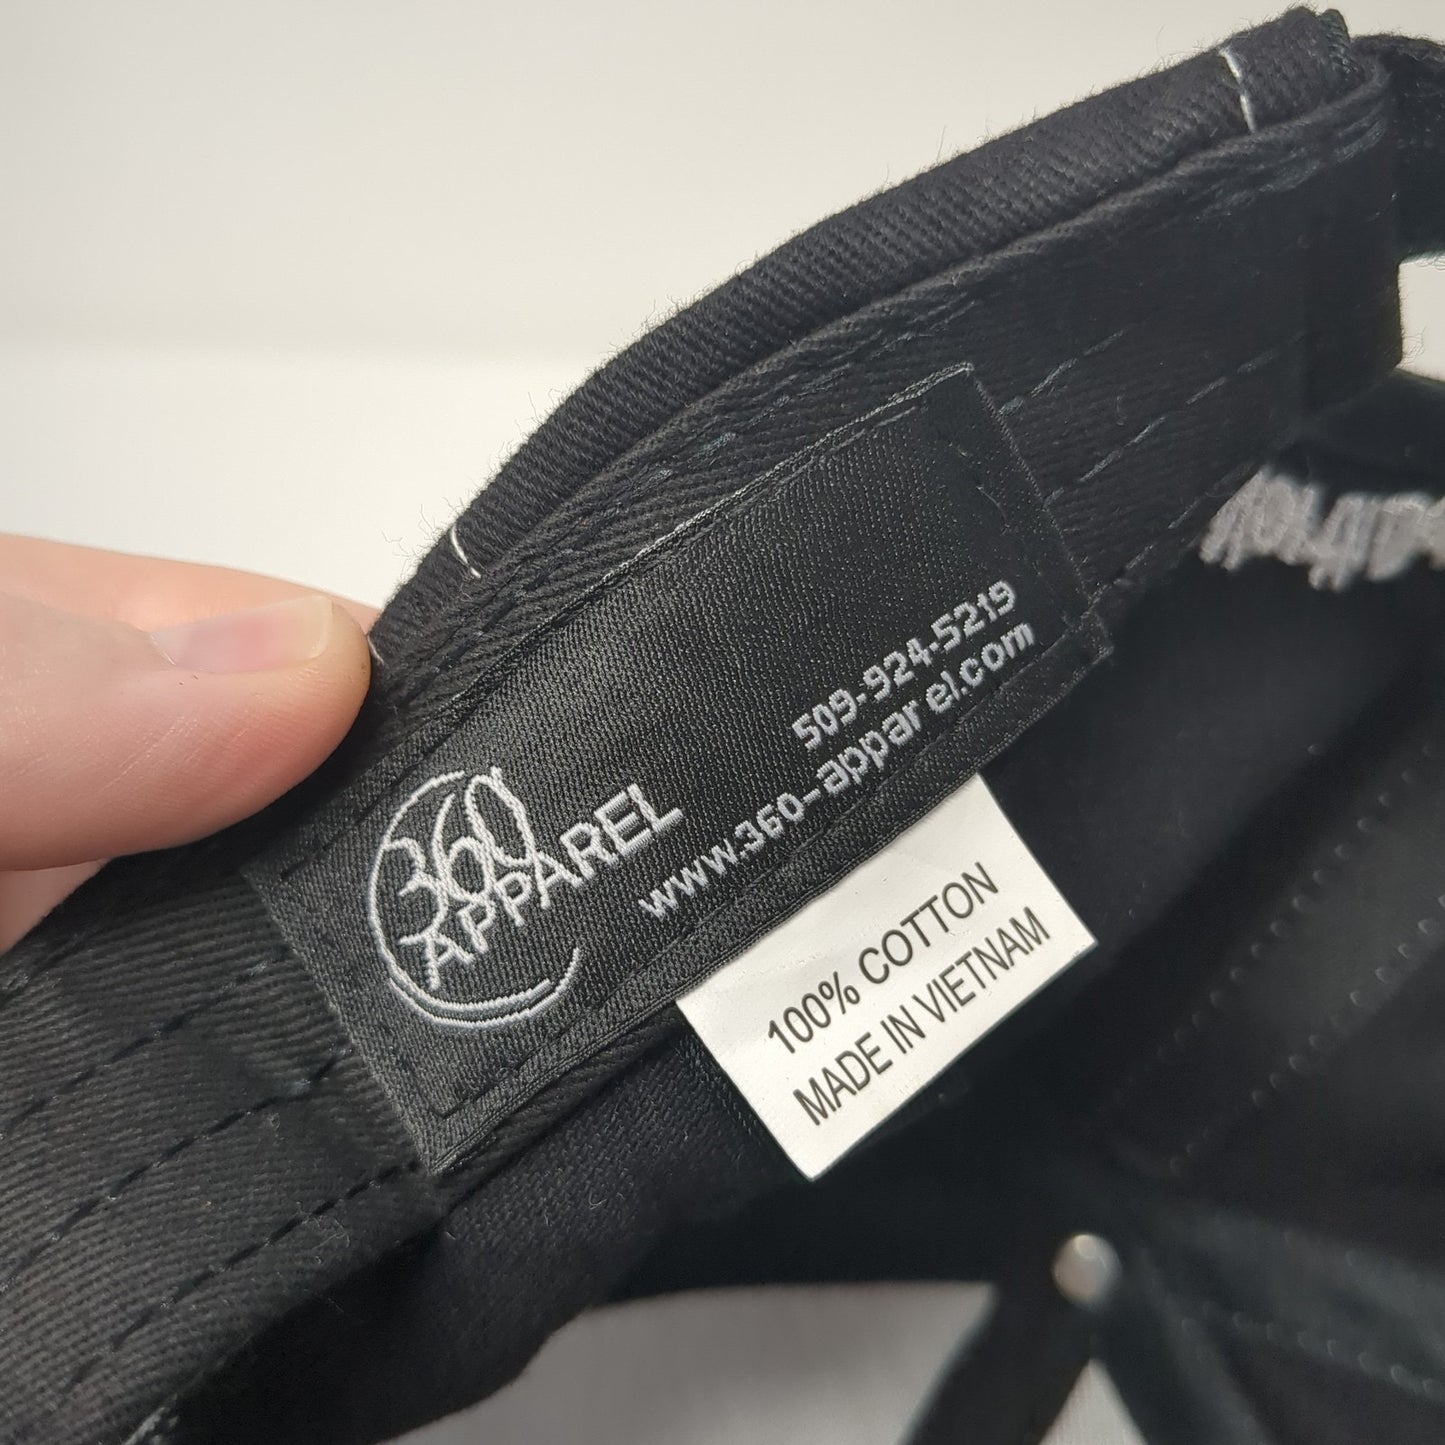 360
APPAREL
509-924-5219
www.360-apparel.com
100% COTTON
MADE IN VIETNAM